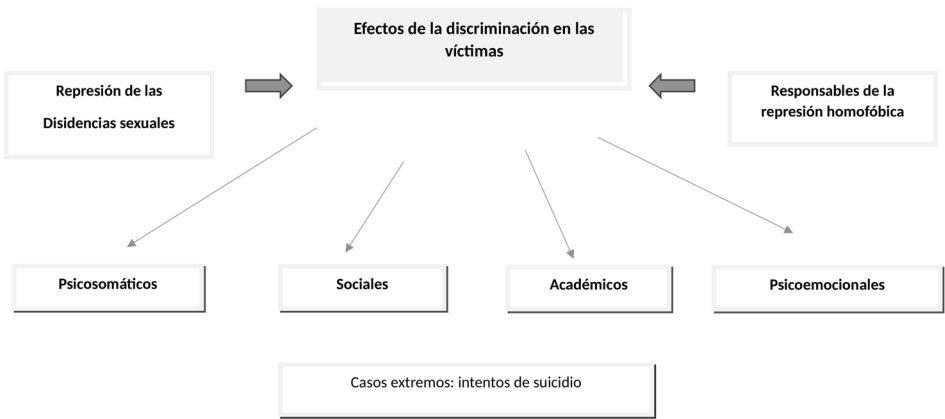 Efectos de la discriminación en las
víctimas
Represión de las
Disidencias sexuales
Responsables de la
represión homofóbica
Psicosomáticos
Sociales
Académicos
Psicoemocionales
Casos extremos: intentos de suicidio